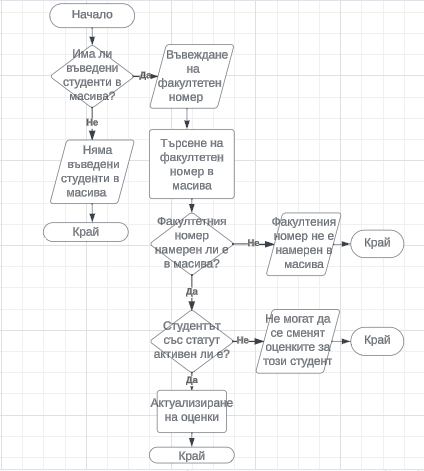 Начало
Има ли
въведени
студенти в
масива?
Да
Въвеждане
на
факултетен
номер
Не
Няма
въведени
студенти в
масива
Край
Търсене на
факултетен
номер в
масива
Факултетния
номер
намерен ли е
в масива?
Не
Факултения
номер не е
намерен в
масива
Край
Да
Студентът
със статут
активен ли е?
Не
Не могат да
се сменят
оценките за
този студент
Край
Да
Актуализиране
на оценки
Край